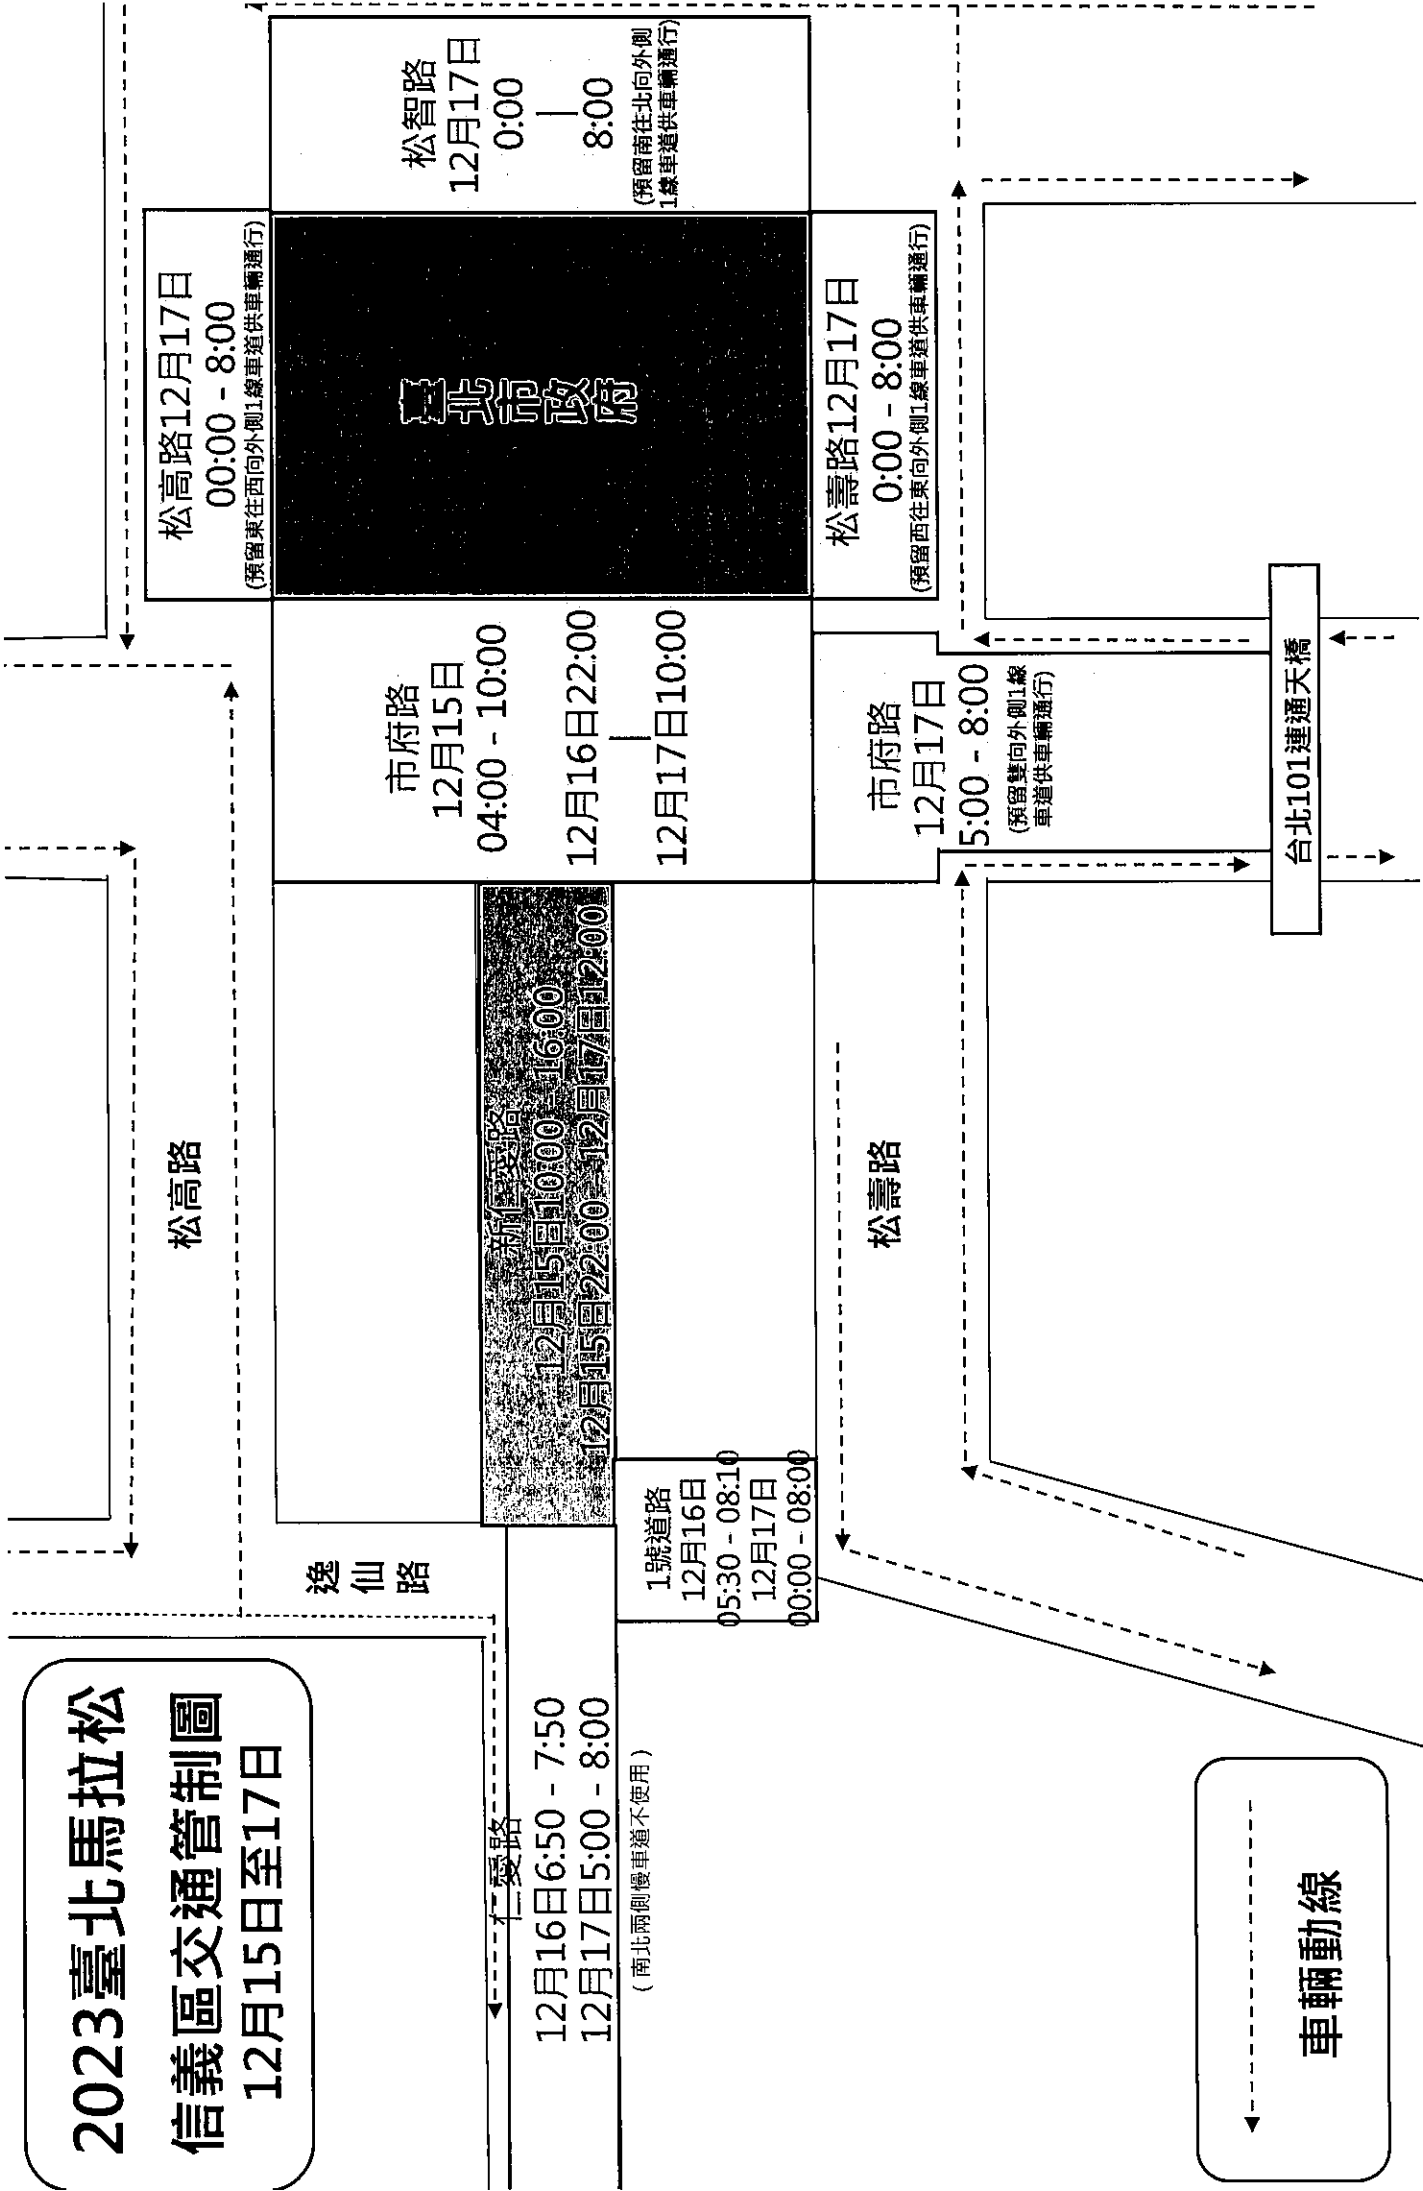 2023臺北馬拉松
信義區交通管制圖
12月15日至17日
松高路
松高路12月17日
00:00 - 8:00
(預留東往西向外側1線車道供車輛通行)
逸仙路
仁愛路
12月16日6:50 - 7:50
12月17日5:00 - 8:00
(南北兩側慢車道不使用)
新仁愛路
12月15日10:00 - 16:00
12月15日22:00 - 12月17日12:00
1號道路
12月16日
05:30 - 08:10
12月17日
00:00 - 08:00
市府路
12月15日
04:00 - 10:00
12月16日22:00
|
12月17日10:00
臺北市政府
松智路
12月17日
0:00
|
8:00
(預留南往北向外側
1線車道供車輛通行)
松壽路
市府路
12月17日
5:00 - 8:00
(預留雙向外側1線
車道供車輛通行)
松壽路12月17日
0:00 - 8:00
(預留西往東向外側1線車道供車輛通行)
台北101連通天橋
車輛動線